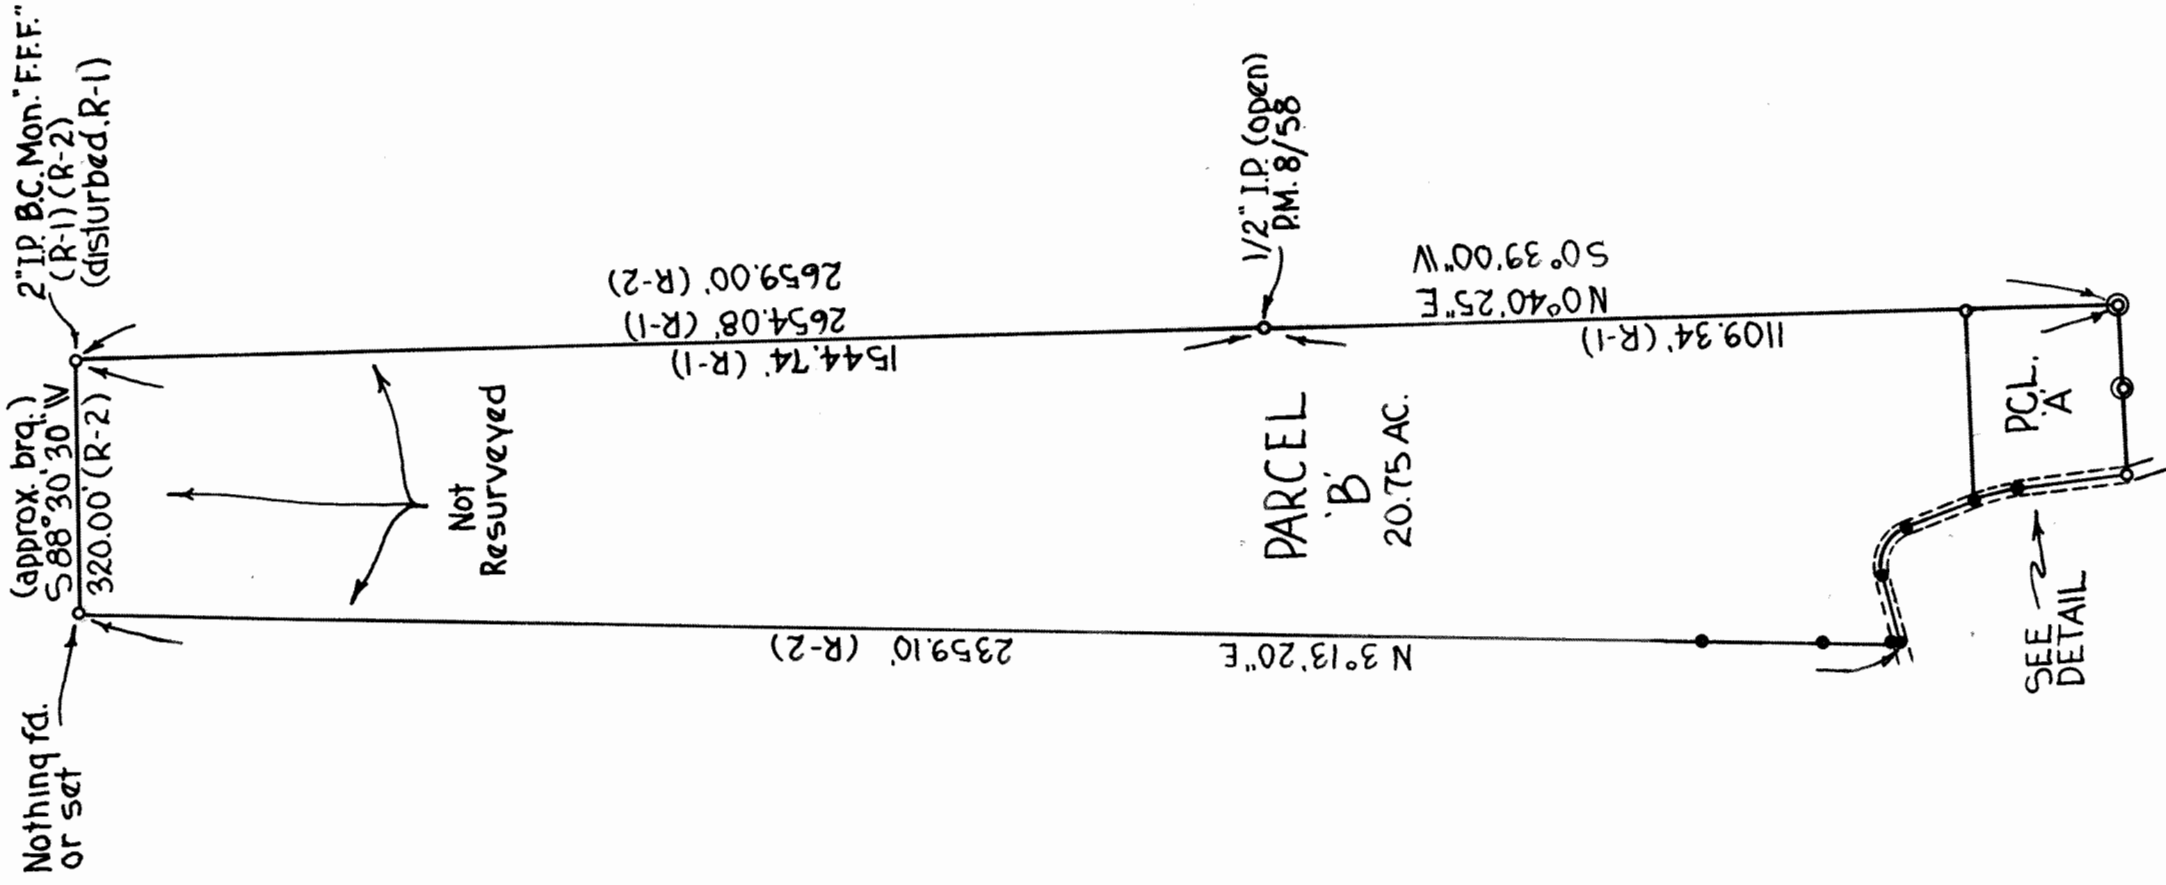 (approx. brg.)
S 88° 30' 30" W
320.00' (R-2)
2" I.P. B.C. Mon. "F.F.F."
(R-1) (R-2)
(disturbed, R-1)
Nothing fd.
or set
Not
Resurveyed
2659.00' (R-2)
2654.08' (R-1)
1544.74' (R-1)
1/2" I.P. (open)
P.M. 8/58
S0° 39' 00" W
N0° 40' 25" E
1109.34' (R-1)
PARCEL
'B'
20.75 AC.
2359.10' (R-2)
N 3° 13' 20" E
PCL.
'A'
SEE
DETAIL